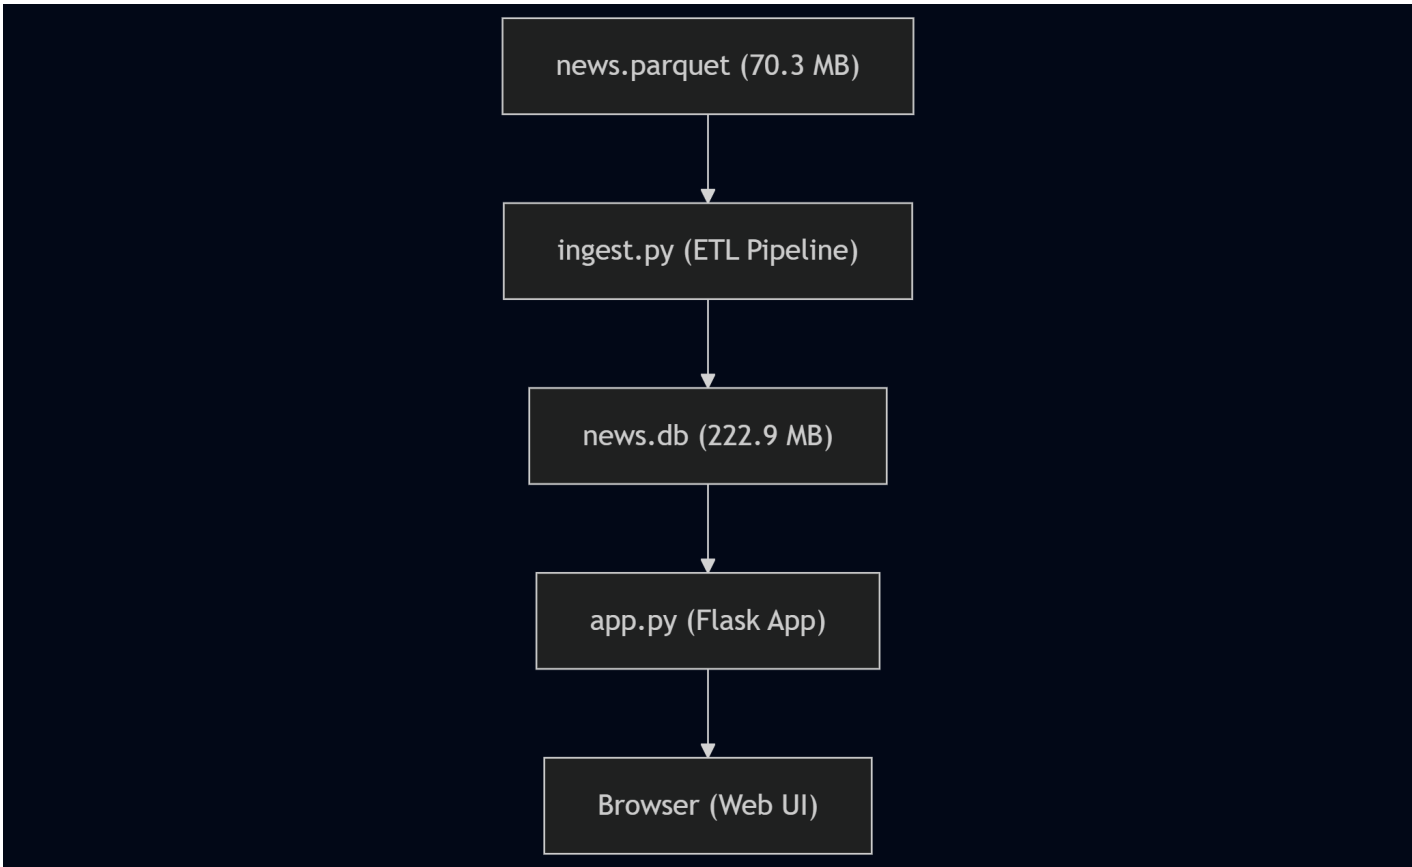 news.parquet (70.3 MB)
ingest.py (ETL Pipeline)
news.db (222.9 MB)
app.py (Flask App)
Browser (Web UI)